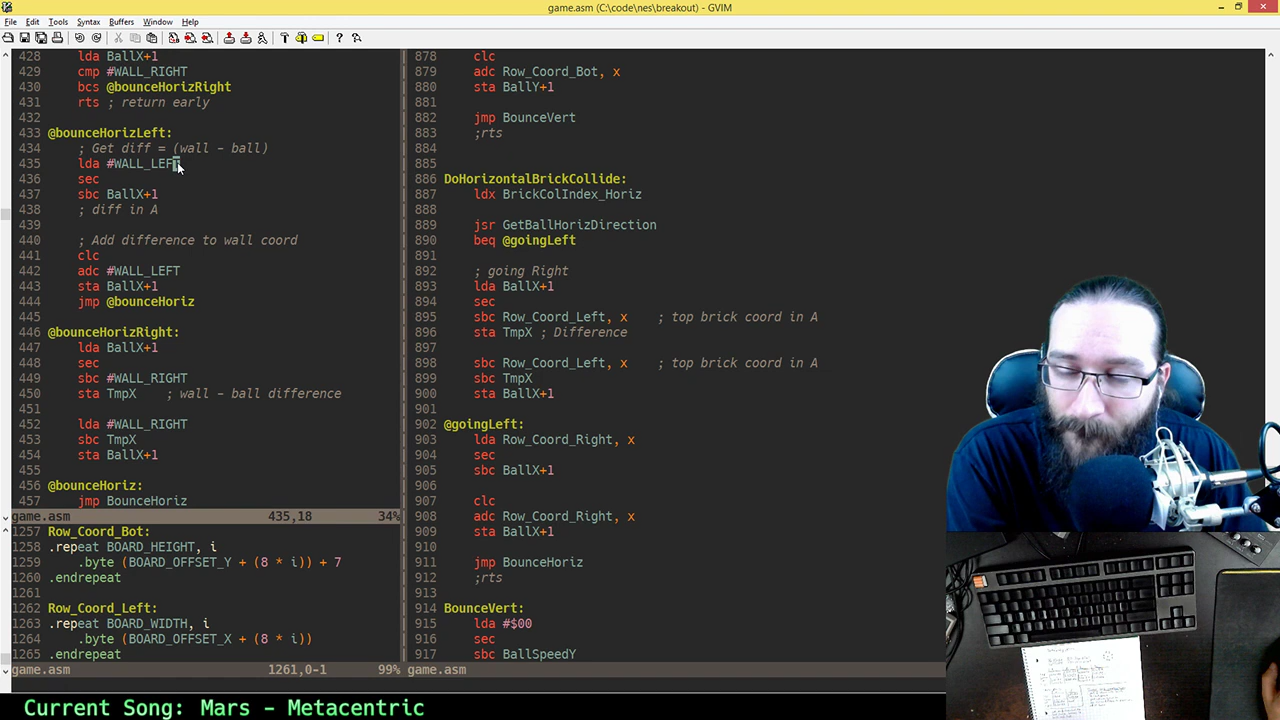 game.asm (C:\code\nes\breakout) - GVIM
File Edit Tools Syntax Buffers Window Help
428 lda BallX+1
429 cmp #WALL_RIGHT
430 bcs @bounceHorizRight
431 rts ; return early
432
433 @bounceHorizLeft:
434 ; Get diff = (wall - ball)
435 lda #WALL_LEFT
436 sec
437 sbc BallX+1
438 ; diff in A
439
440 ; Add difference to wall coord
441 clc
442 adc #WALL_LEFT
443 sta BallX+1
444 jmp @bounceHoriz
445
446 @bounceHorizRight:
447 lda BallX+1
448 sec
449 sbc #WALL_RIGHT
450 sta TmpX ; wall - ball difference
451
452 lda #WALL_RIGHT
453 sbc TmpX
454 sta BallX+1
455
456 @bounceHoriz:
457 jmp BounceHoriz
game.asm 435,18 34%
1257 Row_Coord_Bot:
1258 .repeat BOARD_HEIGHT, i
1259 .byte (BOARD_OFFSET_Y + (8 * i)) + 7
1260 .endrepeat
1261
1262 Row_Coord_Left:
1263 .repeat BOARD_WIDTH, i
1264 .byte (BOARD_OFFSET_X + (8 * i))
1265 .endrepeat
game.asm 1261,0-1 99%
878 clc
879 adc Row_Coord_Bot, x
880 sta BallY+1
881
882 jmp BounceVert
883 ;rts
884
885
886 DoHorizontalBrickCollide:
887 ldx BrickColIndex_Horiz
888
889 jsr GetBallHorizDirection
890 beq @goingLeft
891
892 ; going Right
893 lda BallX+1
894 sec
895 sbc Row_Coord_Left, x ; top brick coord in A
896 sta TmpX ; Difference
897
898 sbc Row_Coord_Left, x ; top brick coord in A
899 sbc TmpX
900 sta BallX+1
901
902 @goingLeft:
903 lda Row_Coord_Right, x
904 sec
905 sbc BallX+1
906
907 clc
908 adc Row_Coord_Right, x
909 sta BallX+1
910
911 jmp BounceHoriz
912 ;rts
913
914 BounceVert:
915 lda #$00
916 sec
917 sbc BallSpeedY
game.asm
Current Song: Mars - Metacentric